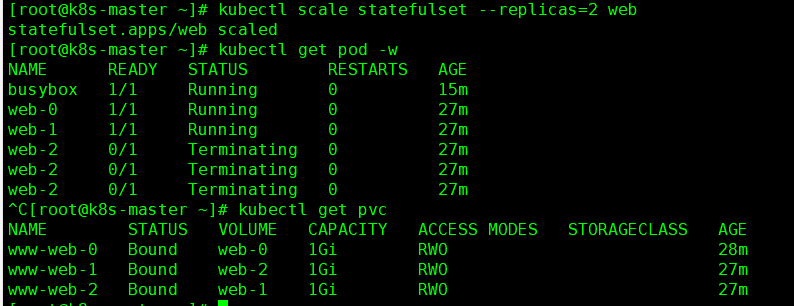 [root@k8s-master ~]# kubectl scale statefulset --replicas=2 web
statefulset.apps/web scaled
[root@k8s-master ~]# kubectl get pod -w
NAME READY STATUS RESTARTS AGE
busybox 1/1 Running 0 15m
web-0 1/1 Running 0 27m
web-1 1/1 Running 0 27m
web-2 0/1 Terminating 0 27m
web-2 0/1 Terminating 0 27m
web-2 0/1 Terminating 0 27m
^C[root@k8s-master ~]# kubectl get pvc
NAME STATUS VOLUME CAPACITY ACCESS MODES STORAGECLASS AGE
www-web-0 Bound web-0 1Gi RWO 28m
www-web-1 Bound web-2 1Gi RWO 27m
www-web-2 Bound web-1 1Gi RWO 27m
[root@k8s-master ~]#